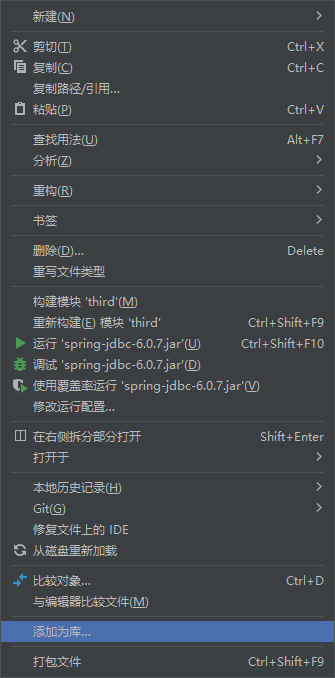 新建(N)
剪切(T) Ctrl+X
复制(C) Ctrl+C
复制路径/引用...
粘贴(P) Ctrl+V
查找用法(U) Alt+F7
分析(Z)
重构(R)
书签
删除(D)... Delete
重写文件类型
构建模块 'third'(M)
重新构建(E) 模块 'third' Ctrl+Shift+F9
运行 'spring-jdbc-6.0.7.jar'(U) Ctrl+Shift+F10
调试 'spring-jdbc-6.0.7.jar'(D)
使用覆盖率运行 'spring-jdbc-6.0.7.jar'(V)
修改运行配置...
在右侧拆分部分打开 Shift+Enter
打开于
本地历史记录(H)
Git(G)
修复文件上的 IDE
从磁盘重新加载
比较对象... Ctrl+D
与编辑器比较文件(M)
添加为库...
打包文件 Ctrl+Shift+F9